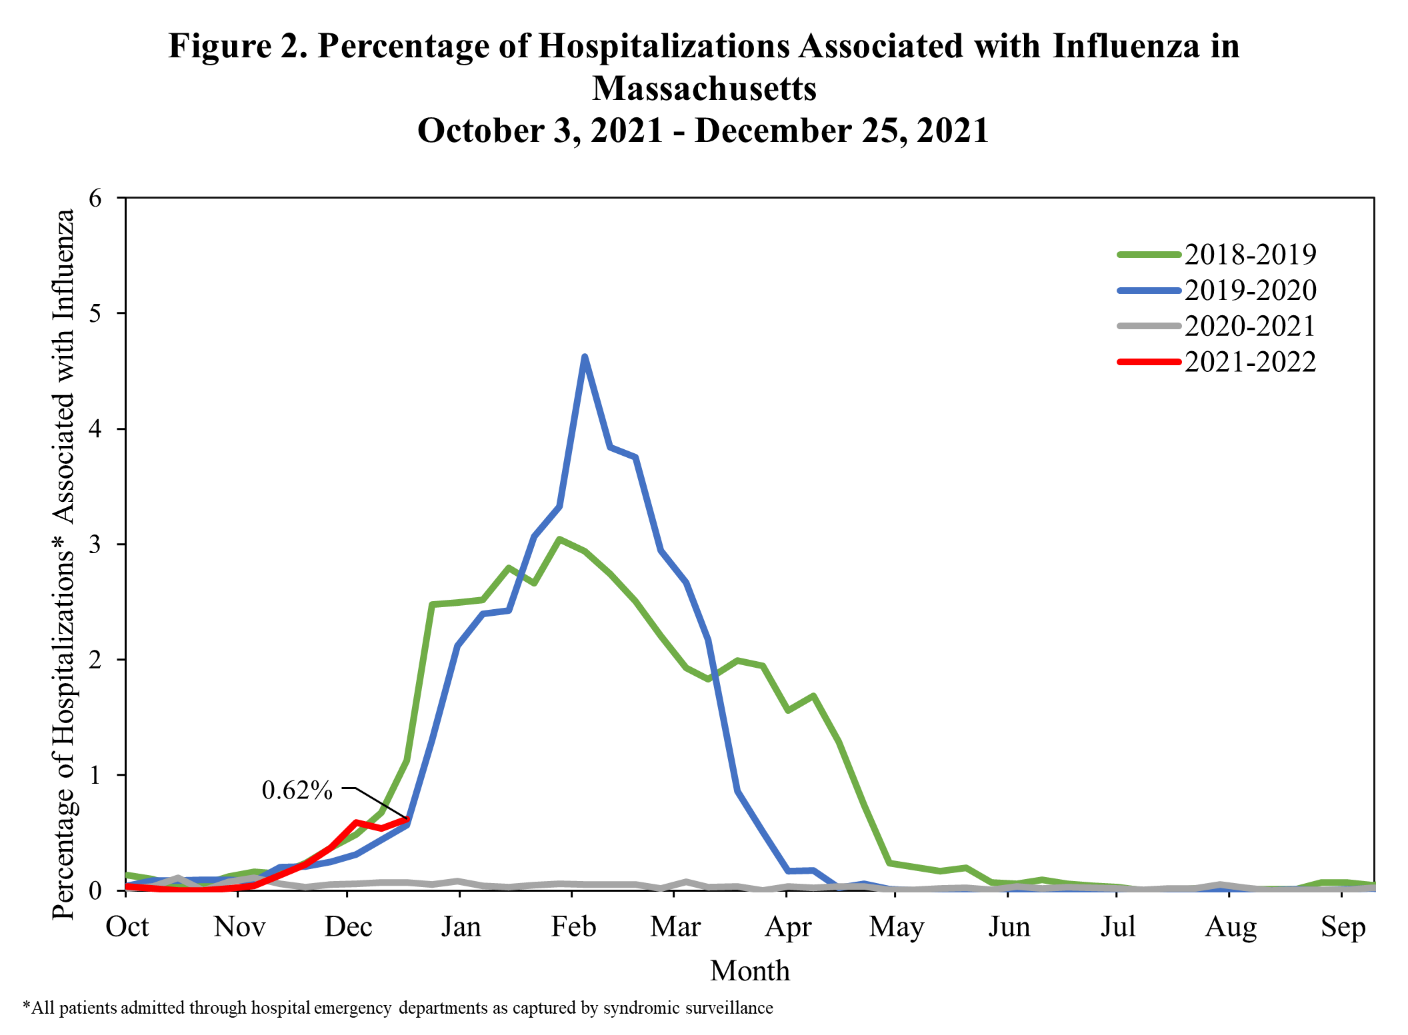 Figure 2. Percentage of Hospitalizations Associated with Influenza in
Massachusetts
October 3, 2021 - December 25, 2021
Percentage of Hospitalizations* Associated with Influenza
6
5
4
3
2
1
0
2018-2019
2019-2020
2020-2021
2021-2022
0.62%
Oct Nov Dec Jan Feb Mar Apr May Jun Jul Aug Sep
Month
*All patients admitted through hospital emergency departments as captured by syndromic surveillance